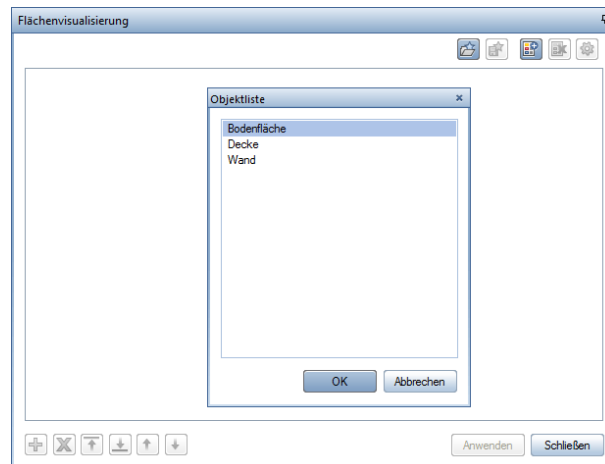 Flächenvisualisierung
Objektliste
Bodenfläche
Decke
Wand
OK Abbrechen
Anwenden Schließen